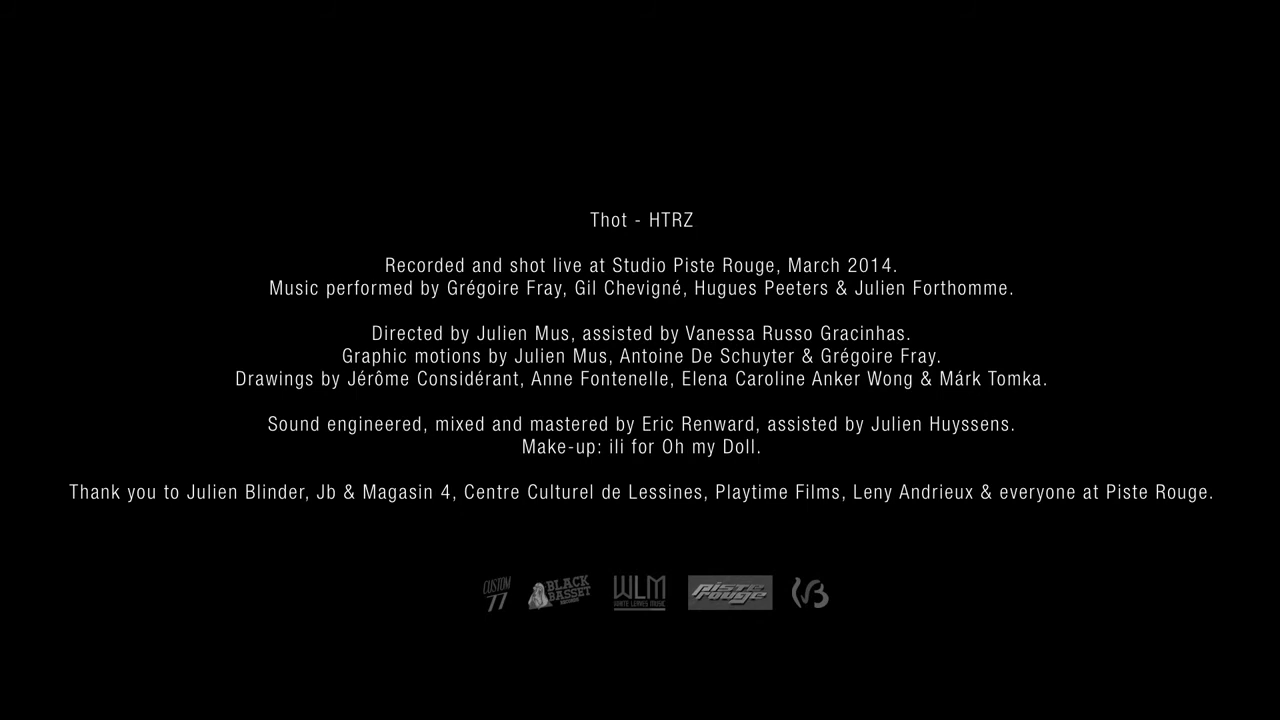 Thot - HTRZ
Recorded and shot live at Studio Piste Rouge, March 2014.
Music performed by Grégoire Fray, Gil Chevigné, Hugues Peeters & Julien Forthomme.
Directed by Julien Mus, assisted by Vanessa Russo Gracinhas.
Graphic motions by Julien Mus, Antoine De Schuyter & Grégoire Fray.
Drawings by Jérôme Considérant, Anne Fontenelle, Elena Caroline Anker Wong & Márk Tomka.
Sound engineered, mixed and mastered by Eric Renward, assisted by Julien Huyssens.
Make-up: ili for Oh my Doll.
Thank you to Julien Blinder, Jb & Magasin 4, Centre Culturel de Lessines, Playtime Films, Leny Andrieux & everyone at Piste Rouge.
CUSTOM
77
BLACK
BASSET
RECORDS
WLM
WHITE LEAVES MUSIC
PISTE
ROUGE
WB